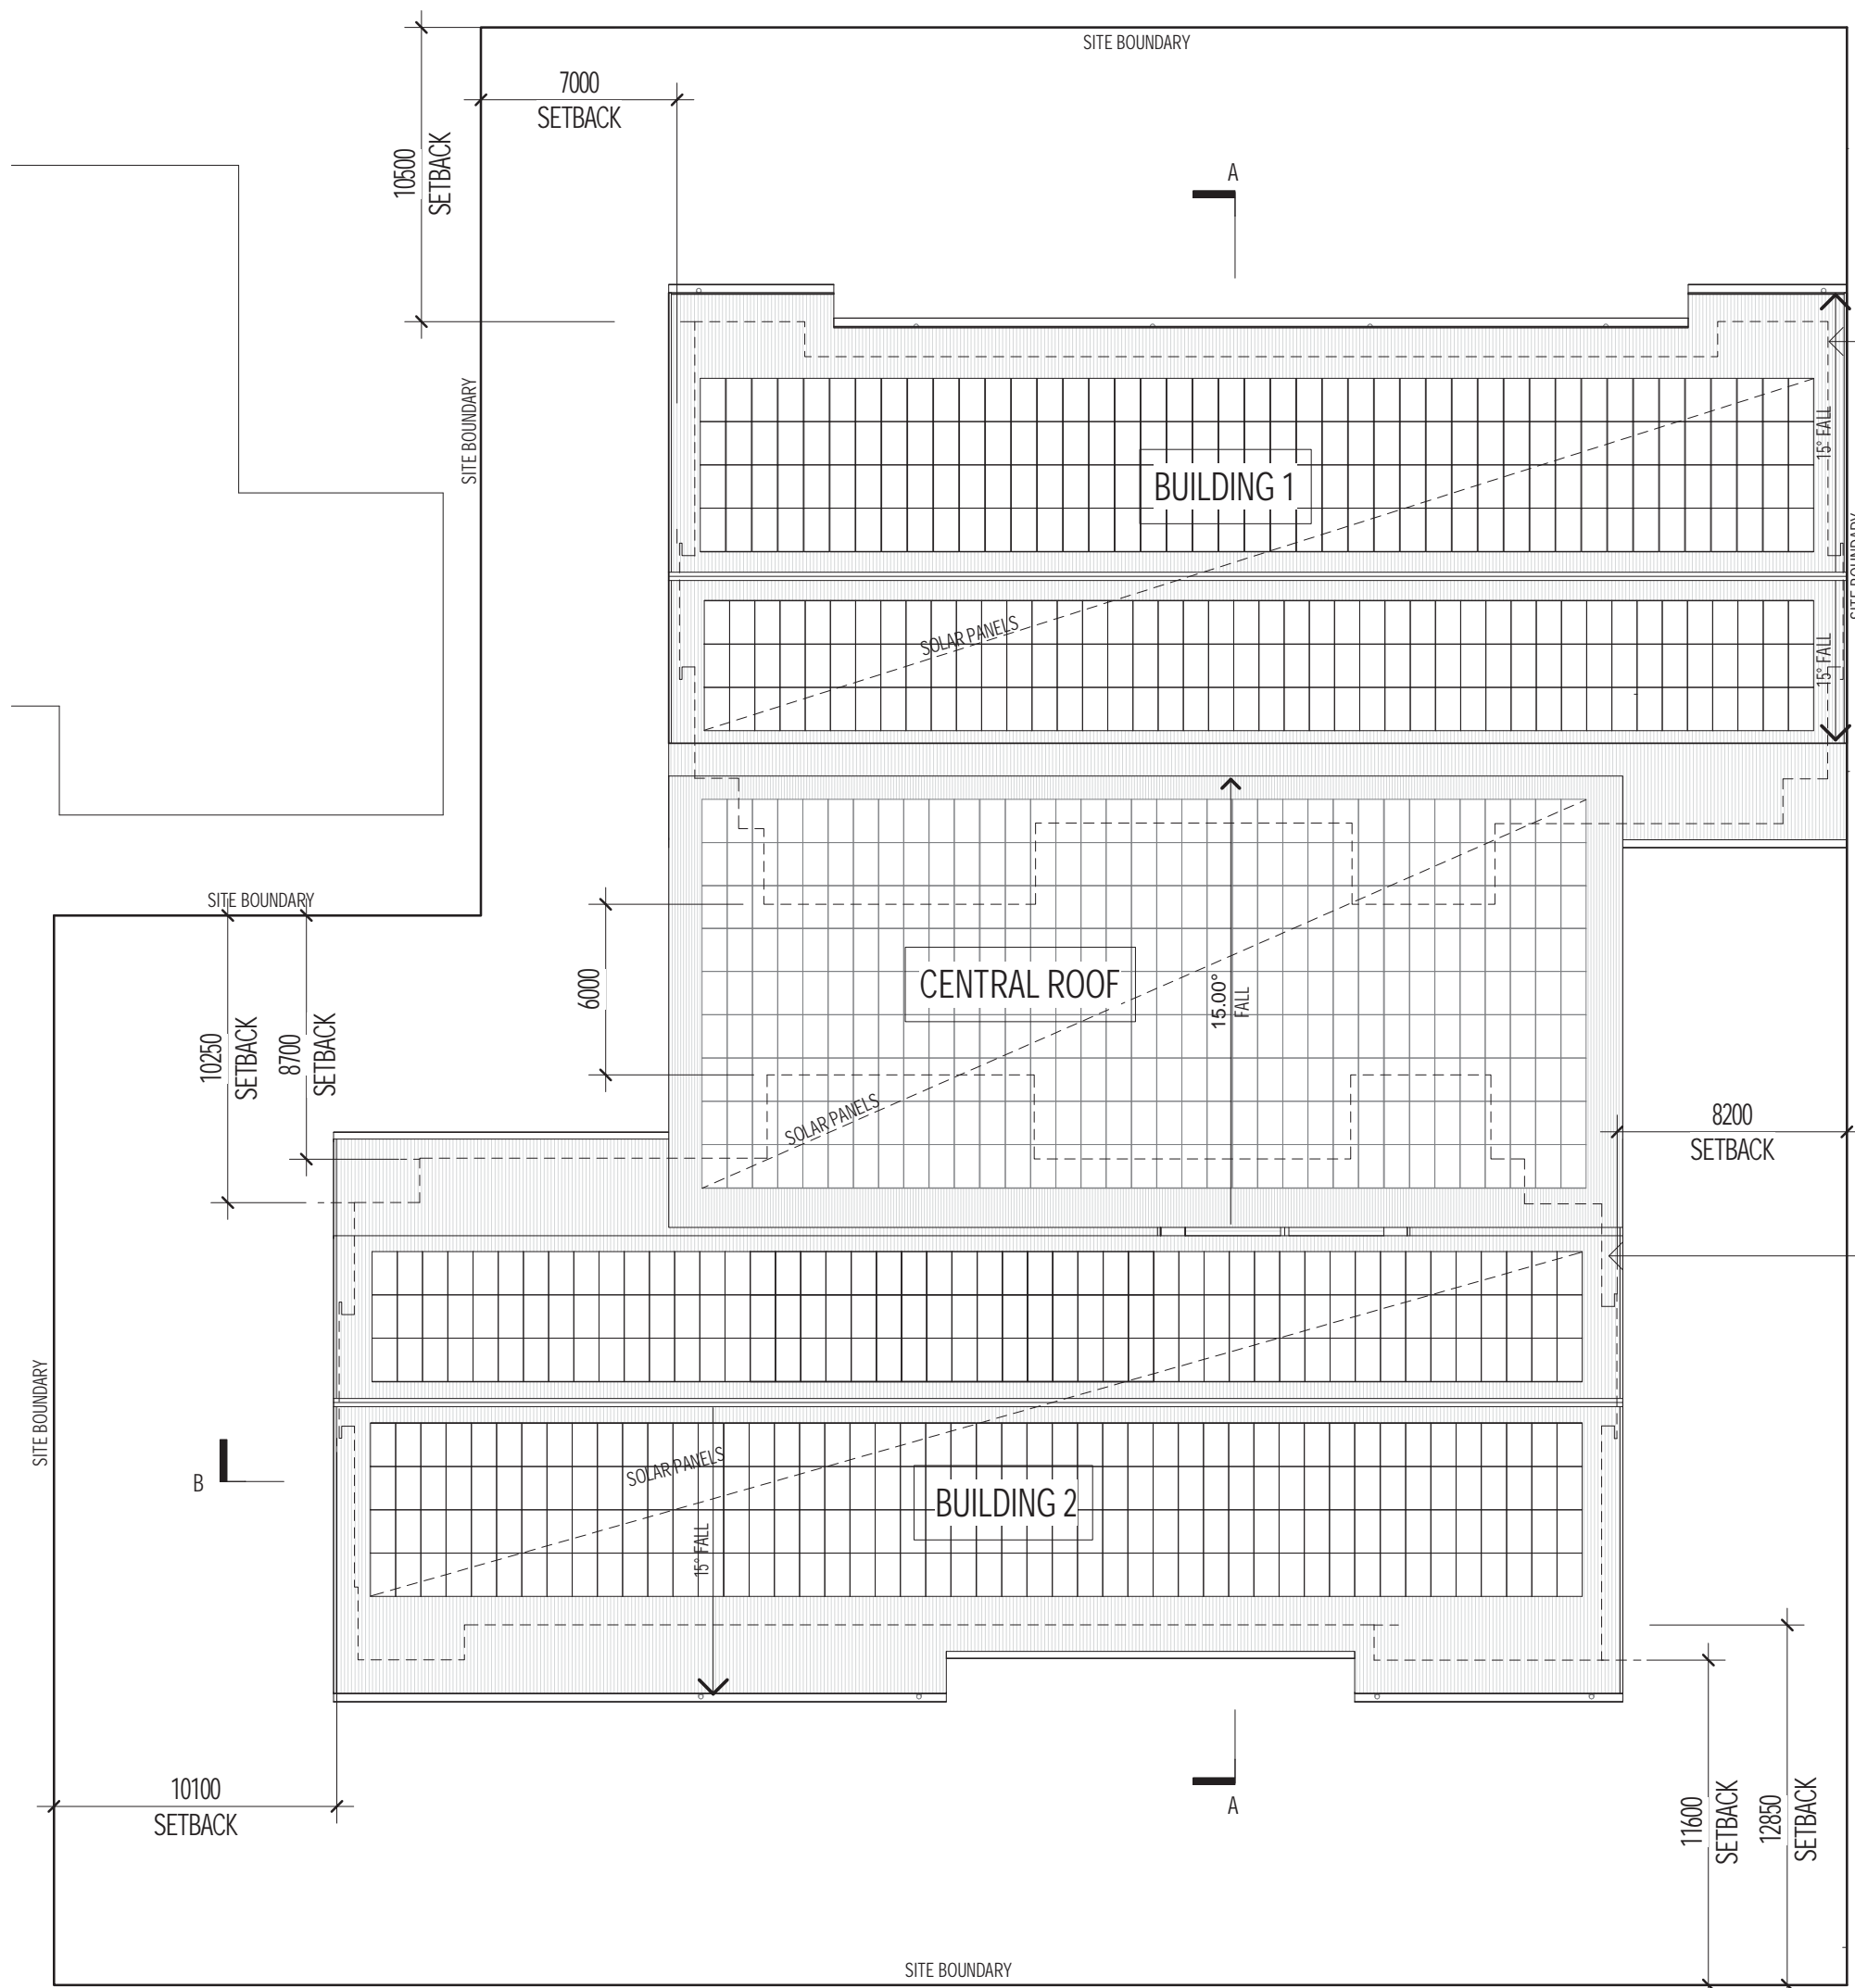 SITE BOUNDARY
7000
SETBACK
10500
SETBACK
A
SITE BOUNDARY
15° FALL
BUILDING 1
SITE BOUNDARY
SOLAR PANELS
15° FALL
SITE BOUNDARY
6000
CENTRAL ROOF
15.00°
FALL
10250
SETBACK
8700
SETBACK
SOLAR PANELS
8200
SETBACK
SITE BOUNDARY
B
SOLAR PANELS
BUILDING 2
15° FALL
10100
SETBACK
A
11600
SETBACK
12850
SETBACK
SITE BOUNDARY